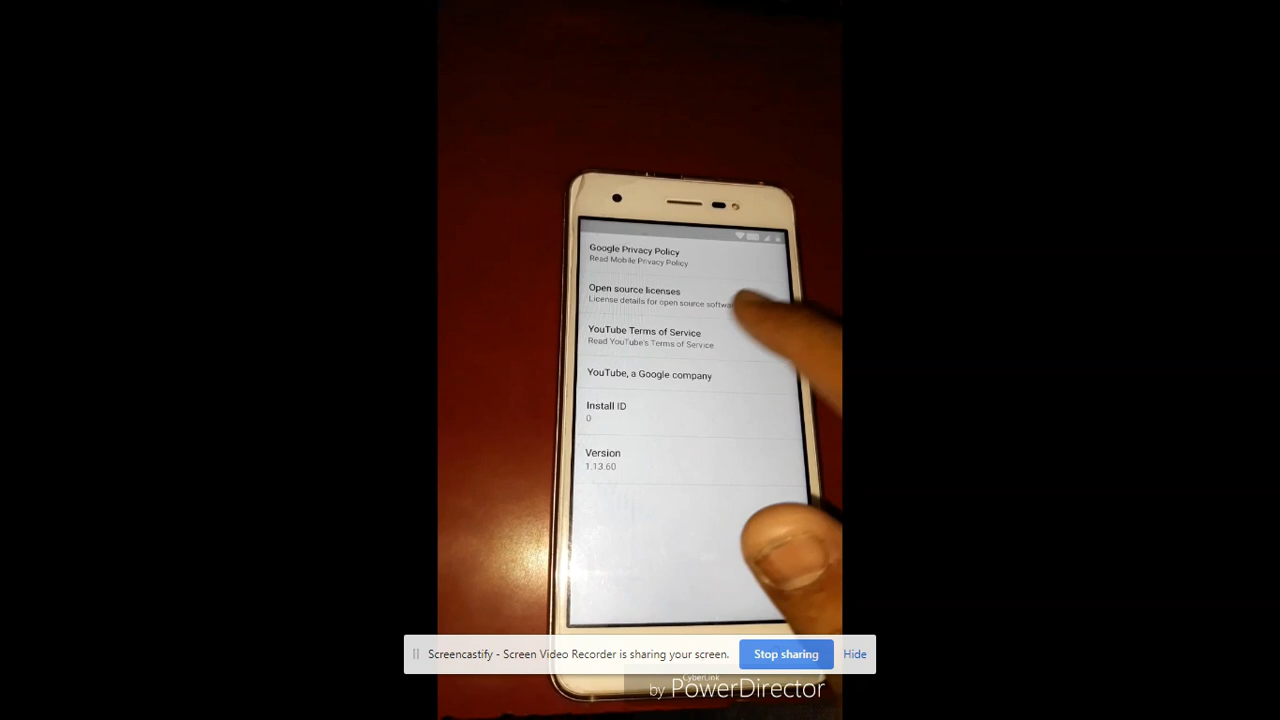 Google Privacy Policy
Read Mobile Privacy Policy
Open source licenses
License details for open source softwa
YouTube Terms of Service
Read YouTube's Terms of Service
YouTube, a Google company
Install ID
0
Version
1.13.60
Screencastify - Screen Video Recorder is sharing your screen.
Stop sharing
Hide
CyberLink
by PowerDirector